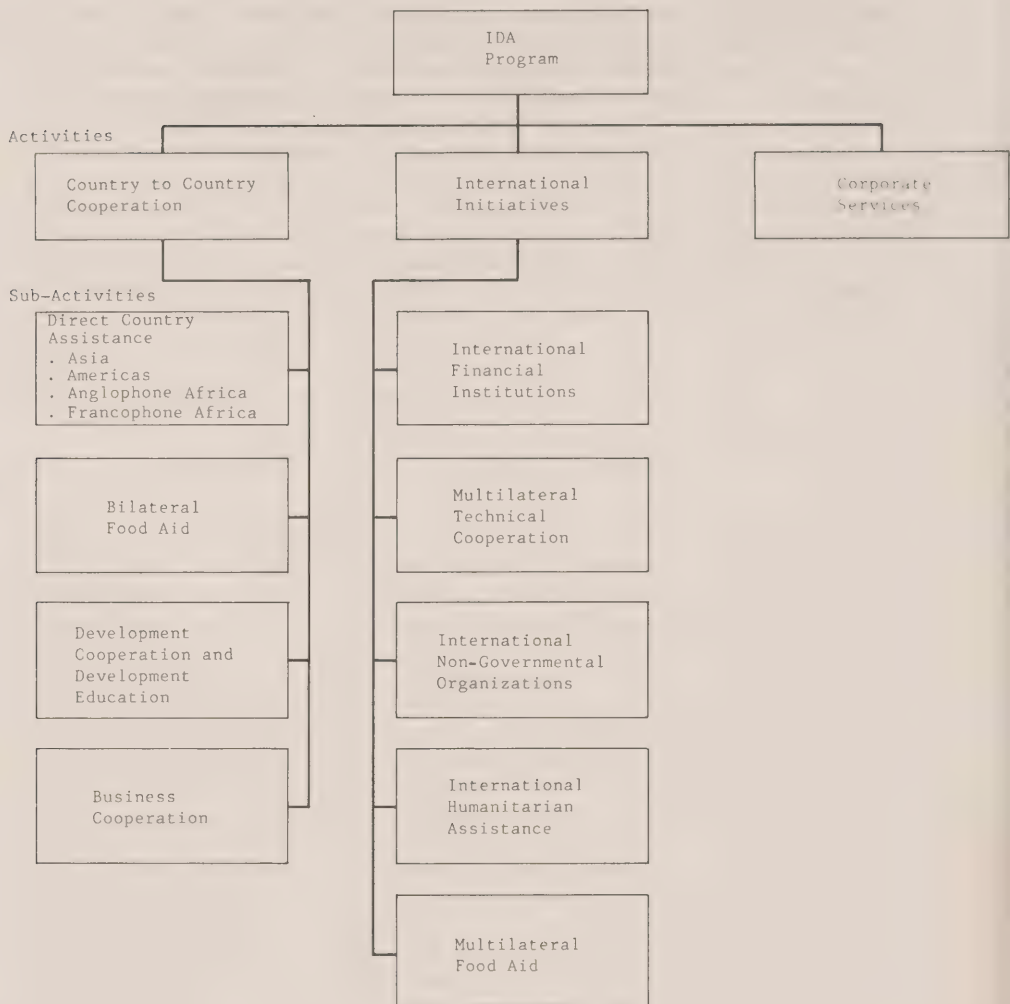 IDA
Program
Activities
Country to Country
Cooperation
International
Initiatives
Corporate
Services
Sub-Activities
Direct Country
Assistance
. Asia
. Americas
. Anglophone Africa
. Francophone Africa
Bilateral
Food Aid
Development
Cooperation and
Development
Education
Business
Cooperation
International
Financial
Institutions
Multilateral
Technical
Cooperation
International
Non-Governmental
Organizations
International
Humanitarian
Assistance
Multilateral
Food Aid